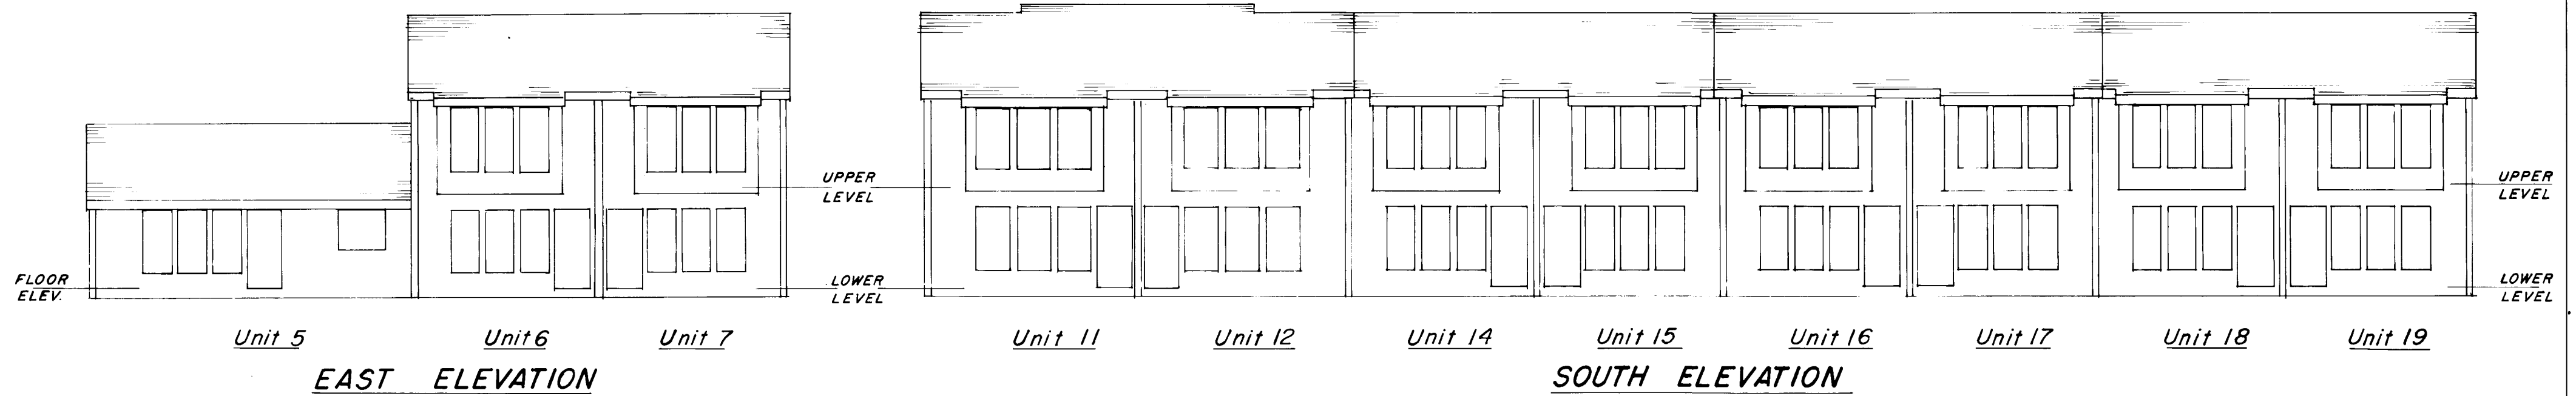 UPPER
LEVEL
UPPER
LEVEL
FLOOR
ELEV.
LOWER
LEVEL
LOWER
LEVEL
Unit 5
Unit 6
Unit 7
Unit 11
Unit 12
Unit 14
Unit 15
Unit 16
Unit 17
Unit 18
Unit 19
EAST ELEVATION
SOUTH ELEVATION